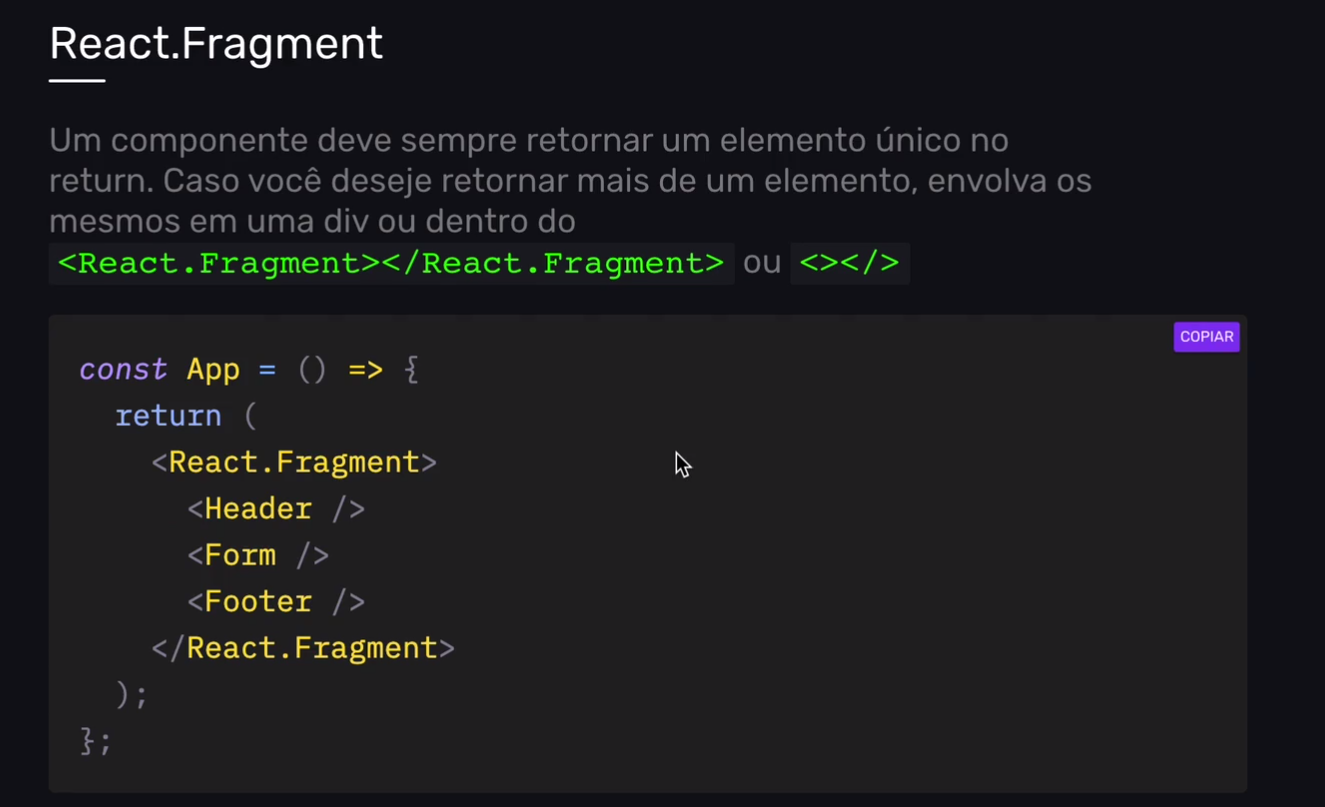 React.Fragment
Um componente deve sempre retornar um elemento único no
return. Caso você deseje retornar mais de um elemento, envolva os
mesmos em uma div ou dentro do
<React.Fragment></React.Fragment> ou <></>
COPIAR
const App = () => {
  return (
    <React.Fragment>
      <Header />
      <Form />
      <Footer />
    </React.Fragment>
  );
};